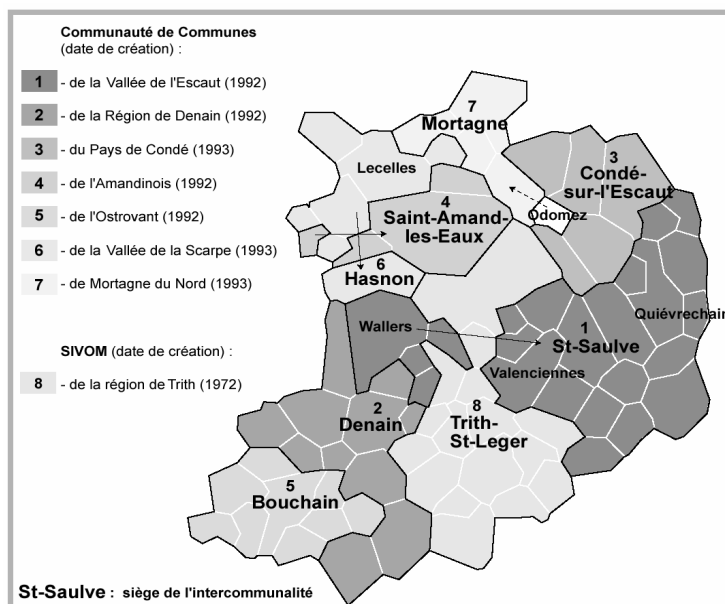 Communauté de Communes
(date de création) :
1 - de la Vallée de l'Escaut (1992)
2 - de la Région de Denain (1992)
3 - du Pays de Condé (1993)
4 - de l'Amandinois (1992)
5 - de l'Ostrovant (1992)
6 - de la Vallée de la Scarpe (1993)
7 - de Mortagne du Nord (1993)
SIVOM (date de création) :
8 - de la région de Trith (1972)
7
Mortagne
Lecelles
3
Condé-
sur-l'Escaut
4
Saint-Amand-
les-Eaux
Odomez
6
Hasnon
Wallers
Quiévrechain
1
St-Saulve
Valenciennes
2
Denain
8
Trith-
St-Leger
5
Bouchain
St-Saulve : siège de l'intercommunalité